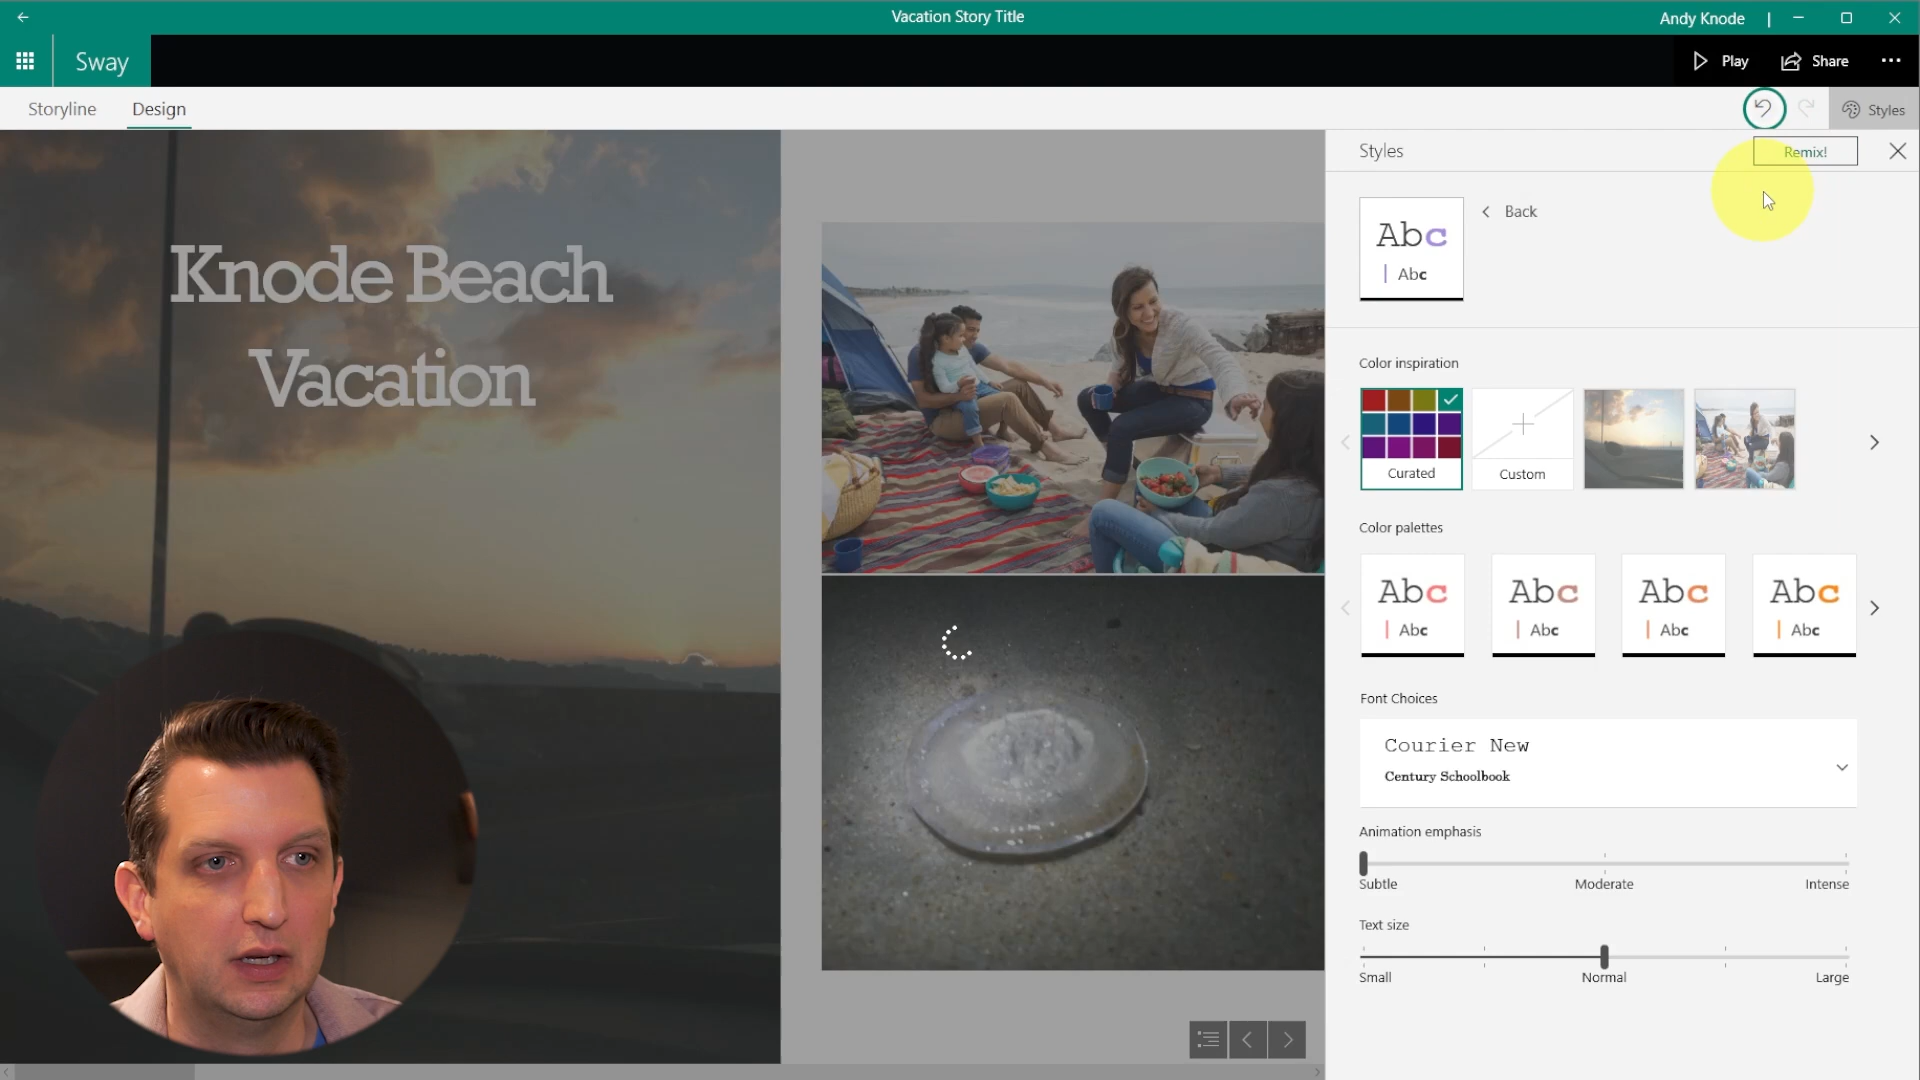 Vacation Story Title
Andy Knode
Sway
Play
Share
Storyline
Design
Styles
Styles
Remix!
Abc
Abc
Back
Knode Beach
Vacation
Color inspiration
Curated
Custom
Color palettes
Abc
Abc
Abc
Abc
Abc
Abc
Abc
Abc
Font Choices
Courier New
Century Schoolbook
Animation emphasis
Subtle
Moderate
Intense
Text size
Small
Normal
Large